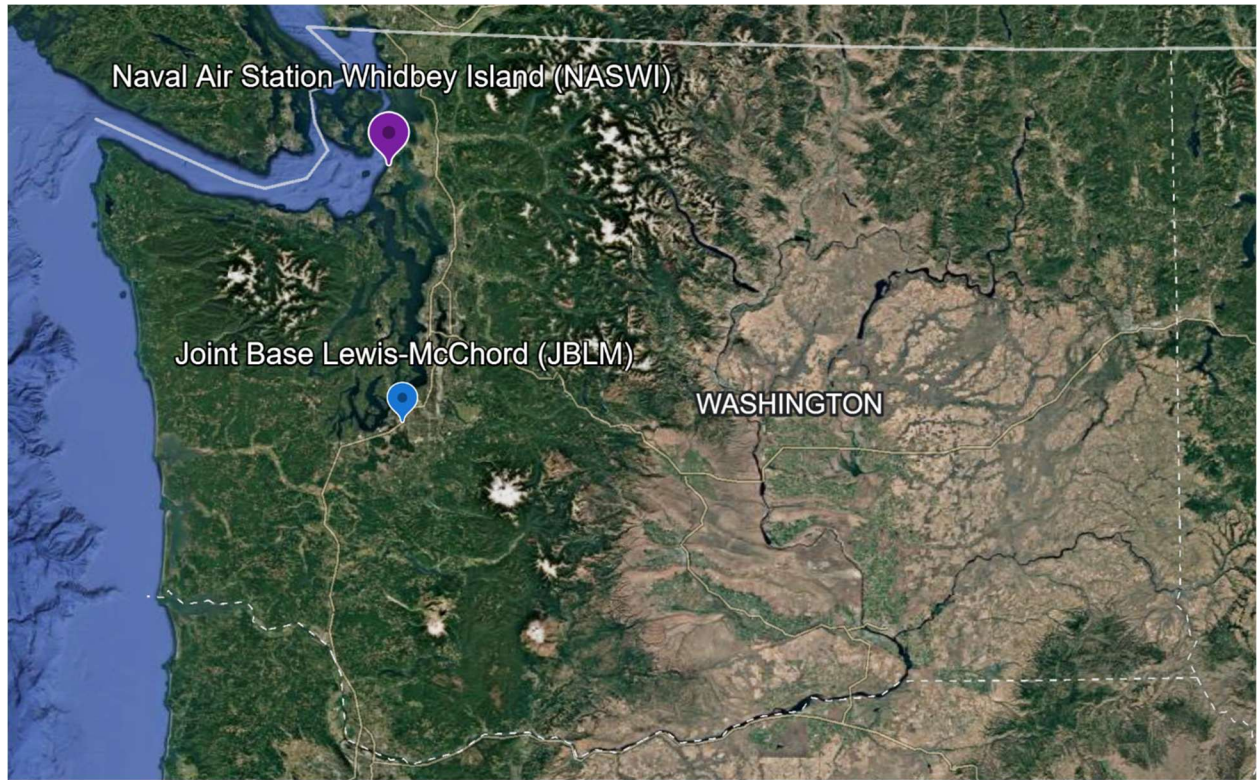 Naval Air Station Whidbey Island (NASWI)
Joint Base Lewis-McChord (JBLM)
WASHINGTON